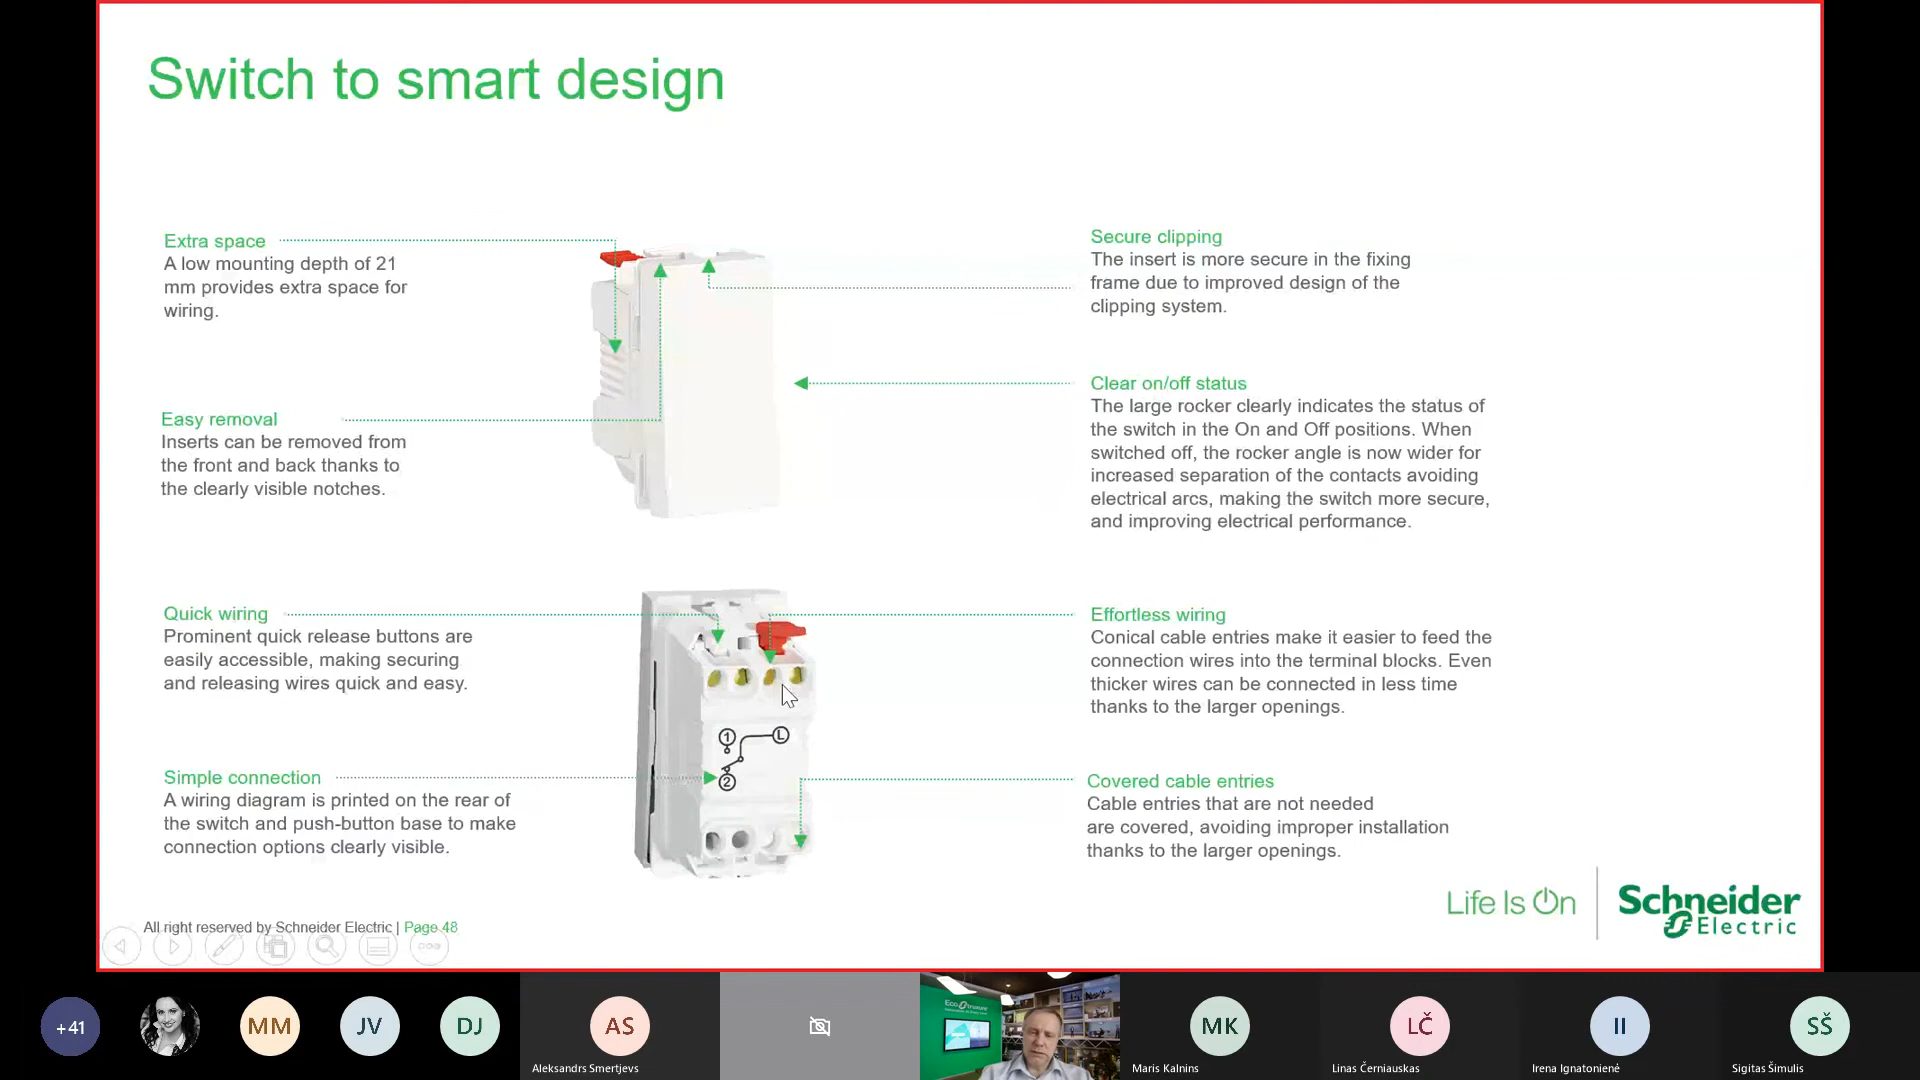 Switch to smart design
Extra space
A low mounting depth of 21
mm provides extra space for
wiring.
Easy removal
Inserts can be removed from
the front and back thanks to
the clearly visible notches.
Secure clipping
The insert is more secure in the fixing
frame due to improved design of the
clipping system.
Clear on/off status
The large rocker clearly indicates the status of
the switch in the On and Off positions. When
switched off, the rocker angle is now wider for
increased separation of the contacts avoiding
electrical arcs, making the switch more secure,
and improving electrical performance.
Quick wiring
Prominent quick release buttons are
easily accessible, making securing
and releasing wires quick and easy.
Simple connection
A wiring diagram is printed on the rear of
the switch and push-button base to make
connection options clearly visible.
1
L
2
Effortless wiring
Conical cable entries make it easier to feed the
connection wires into the terminal blocks. Even
thicker wires can be connected in less time
thanks to the larger openings.
Covered cable entries
Cable entries that are not needed
are covered, avoiding improper installation
thanks to the larger openings.
Life Is On
Schneider
Electric
All right reserved by Schneider Electric | Page 48
+41
MM
JV
DJ
AS
Aleksandrs Smertjevs
MK
Maris Kalnins
LČ
Linas Černiauskas
II
Irena Ignatonienė
SŠ
Sigitas Šimulis